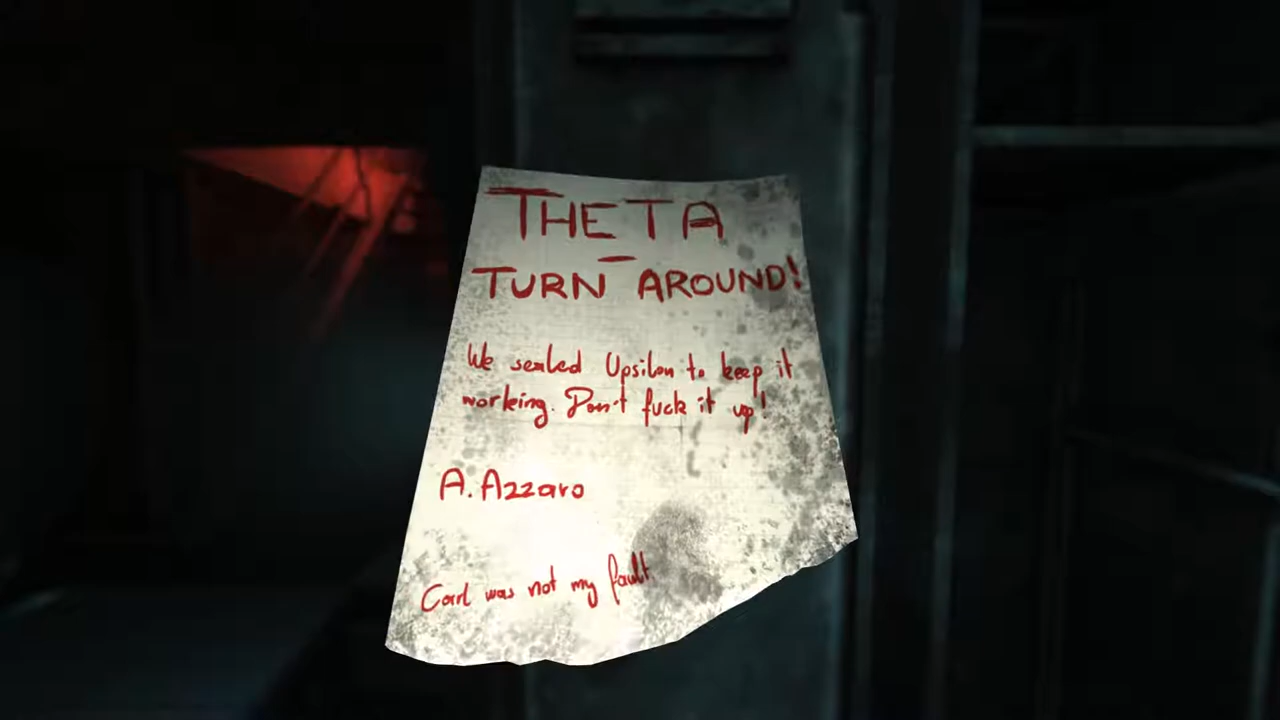 THETA
-
TURN AROUND!
We sealed Upsilon to keep it
working. Don't fuck it up!
A. Azzaro
Carl was not my fault